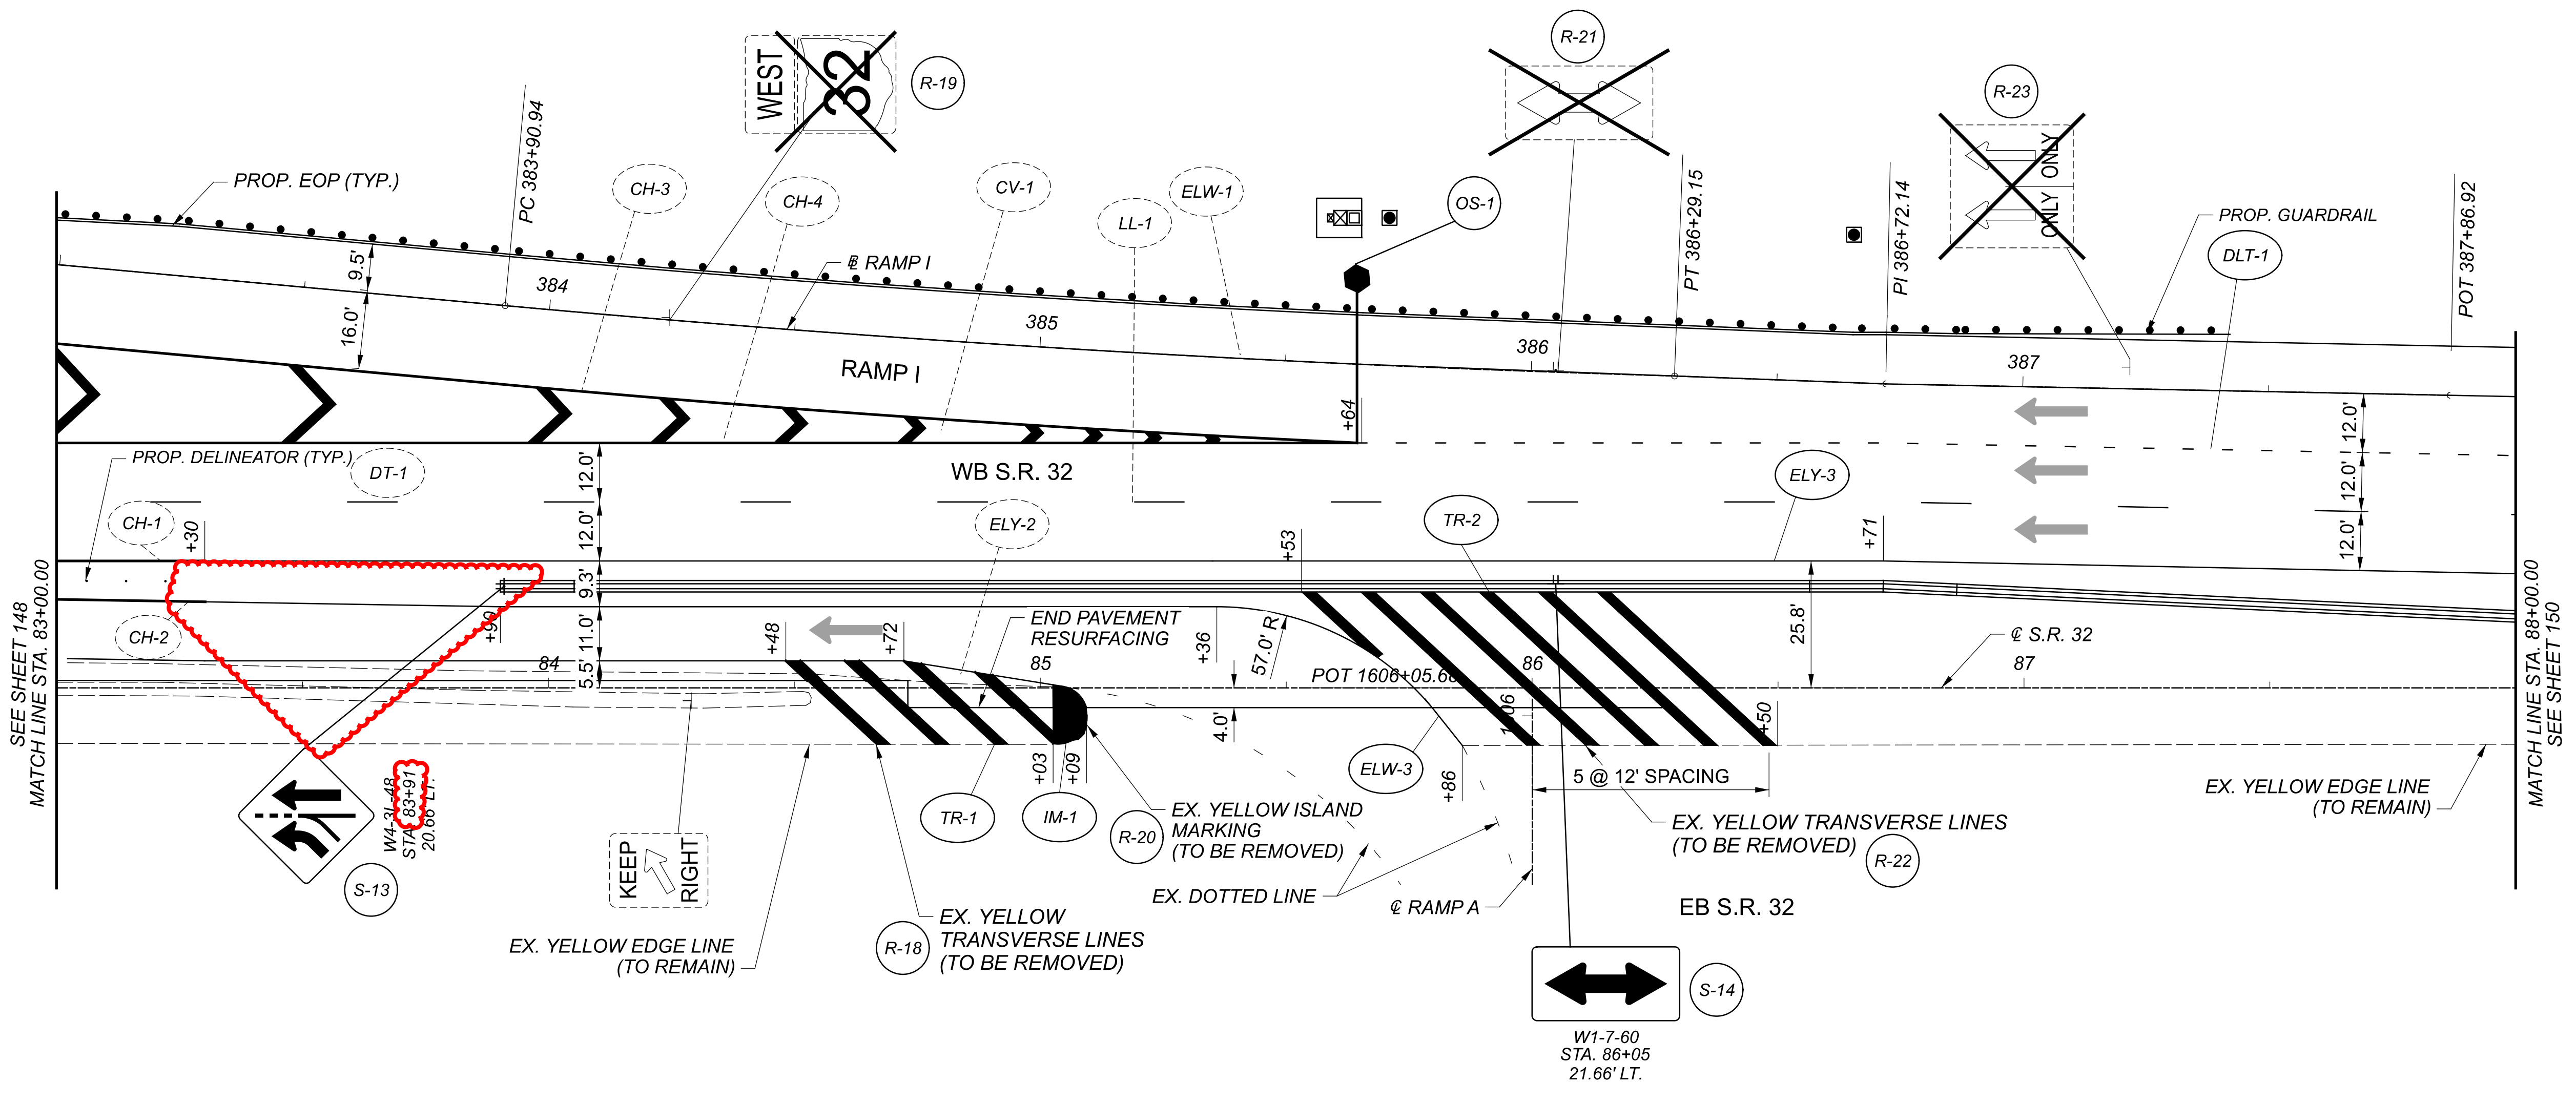 WEST
32
R-19
R-21
R-23
ONLY ONLY
PROP. EOP (TYP.)
PC 383+90.94
CH-3
CH-4
CV-1
LL-1
ELW-1
OS-1
PT 386+29.15
PI 386+72.14
PROP. GUARDRAIL
DLT-1
POT 387+86.92
9.5'
16.0'
384
℄ RAMP I
385
386
387
RAMP I
+64
12.0'
12.0'
12.0'
PROP. DELINEATOR (TYP.)
DT-1
12.0'
12.0'
WB S.R. 32
ELY-3
CH-1
+30
ELY-2
TR-2
+53
+71
SEE SHEET 148
MATCH LINE STA. 83+00.00
MATCH LINE STA. 88+00.00
SEE SHEET 150
9.3'
11.0'
5.5'
CH-2
+90
+48
+72
END PAVEMENT
RESURFACING
+36
57.0' R
25.8'
℄ S.R. 32
84
85
86
87
POT 1606+05.68
1606
4.0'
+50
+03
+09
+86
5 @ 12' SPACING
W4-3L-48
STA. 83+91
20.66' LT.
S-13
KEEP
RIGHT
TR-1
IM-1
R-20
EX. YELLOW ISLAND
MARKING
(TO BE REMOVED)
ELW-3
EX. YELLOW TRANSVERSE LINES
(TO BE REMOVED)
R-22
EX. YELLOW EDGE LINE
(TO REMAIN)
EX. DOTTED LINE
℄ RAMP A
EB S.R. 32
EX. YELLOW EDGE LINE
(TO REMAIN)
R-18
EX. YELLOW
TRANSVERSE LINES
(TO BE REMOVED)
S-14
W1-7-60
STA. 86+05
21.66' LT.